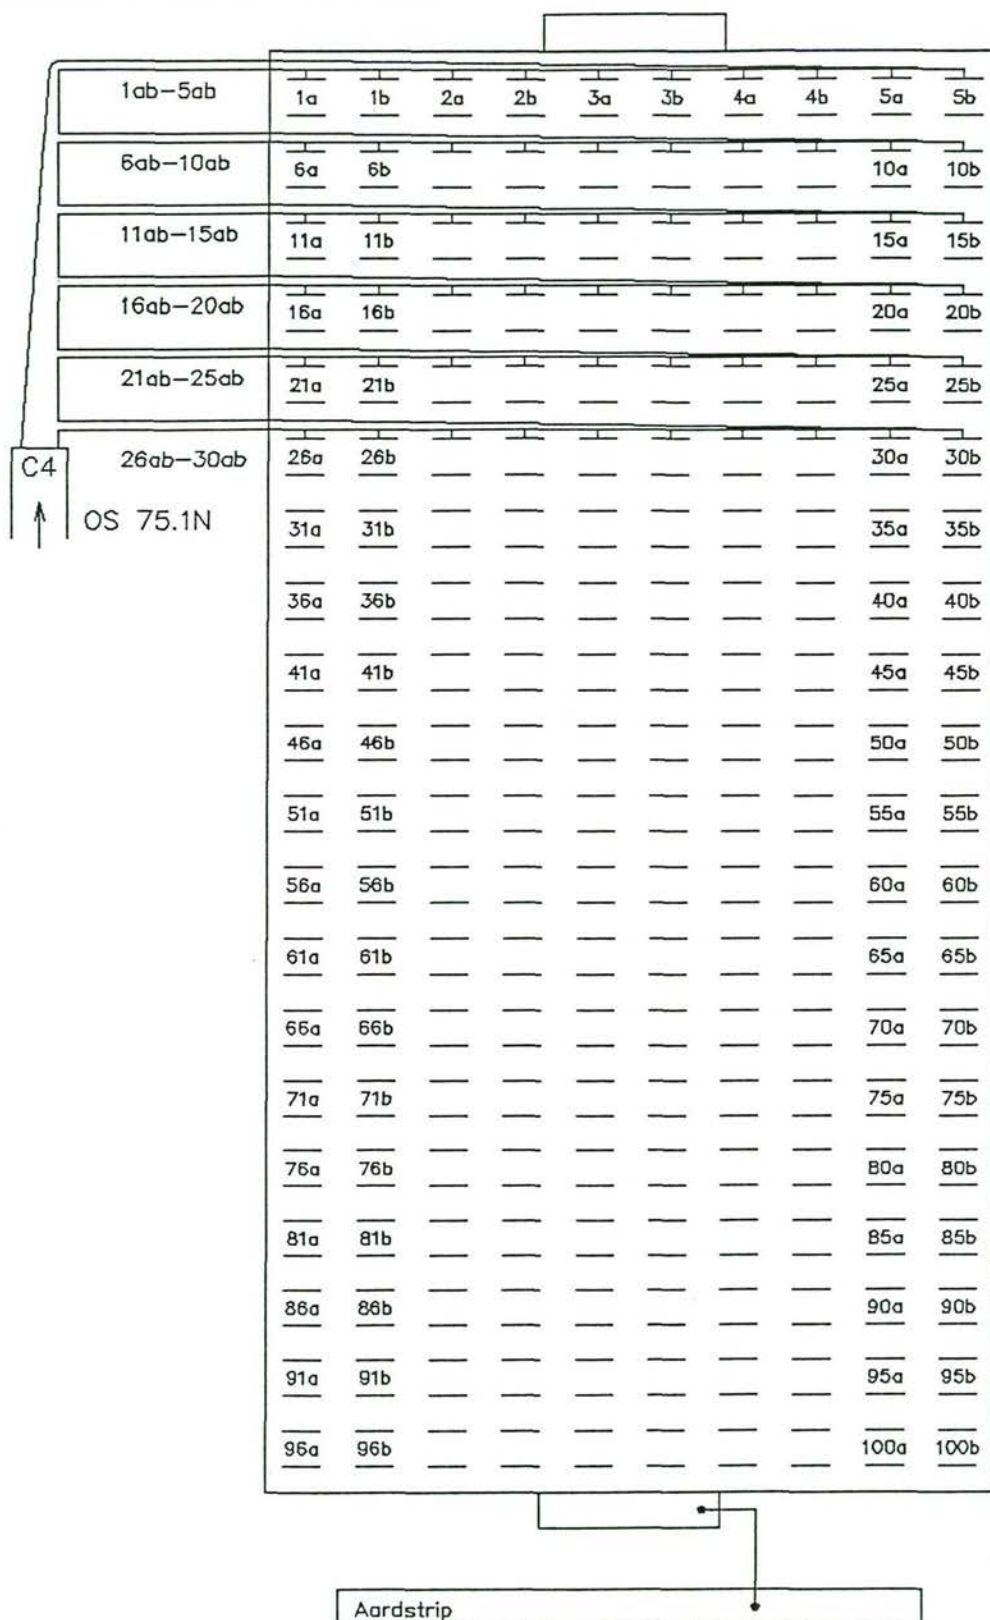 1ab-5ab 1a 1b 2a 2b 3a 3b 4a 4b 5a 5b
6ab-10ab 6a 6b 10a 10b
11ab-15ab 11a 11b 15a 15b
16ab-20ab 16a 16b 20a 20b
21ab-25ab 21a 21b 25a 25b
26ab-30ab 26a 26b 30a 30b
C4
OS 75.1N
31a 31b 35a 35b
36a 36b 40a 40b
41a 41b 45a 45b
46a 46b 50a 50b
51a 51b 55a 55b
56a 56b 60a 60b
61a 61b 65a 65b
66a 66b 70a 70b
71a 71b 75a 75b
76a 76b 80a 80b
81a 81b 85a 85b
86a 86b 90a 90b
91a 91b 95a 95b
96a 96b 100a 100b
Aardstrip